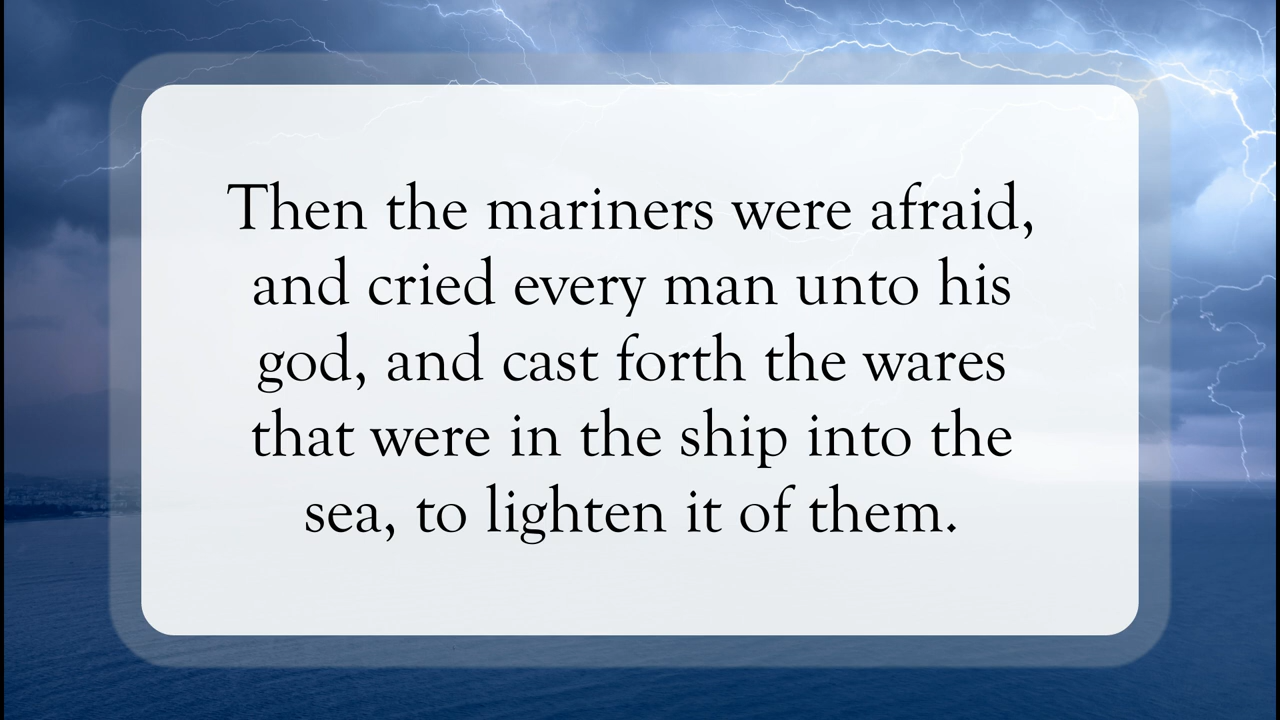 Then the mariners were afraid,
and cried every man unto his
god, and cast forth the wares
that were in the ship into the
sea, to lighten it of them.